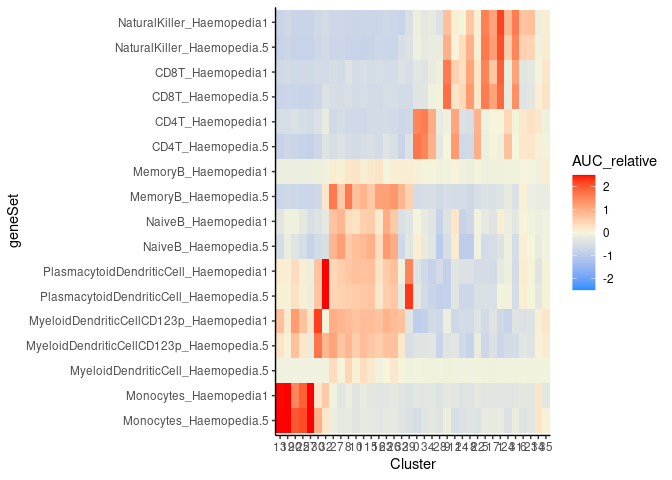 NaturalKiller_Haemopedia1
NaturalKiller_Haemopedia.5
CD8T_Haemopedia1
CD8T_Haemopedia.5
CD4T_Haemopedia1
CD4T_Haemopedia.5
MemoryB_Haemopedia1
MemoryB_Haemopedia.5
NaiveB_Haemopedia1
NaiveB_Haemopedia.5
PlasmacytoidDendriticCell_Haemopedia1
PlasmacytoidDendriticCell_Haemopedia.5
MyeloidDendriticCellCD123p_Haemopedia1
MyeloidDendriticCellCD123p_Haemopedia.5
MyeloidDendriticCell_Haemopedia.5
Monocytes_Haemopedia1
Monocytes_Haemopedia.5
geneSet
Cluster
AUC_relative
2
1
0
-1
-2